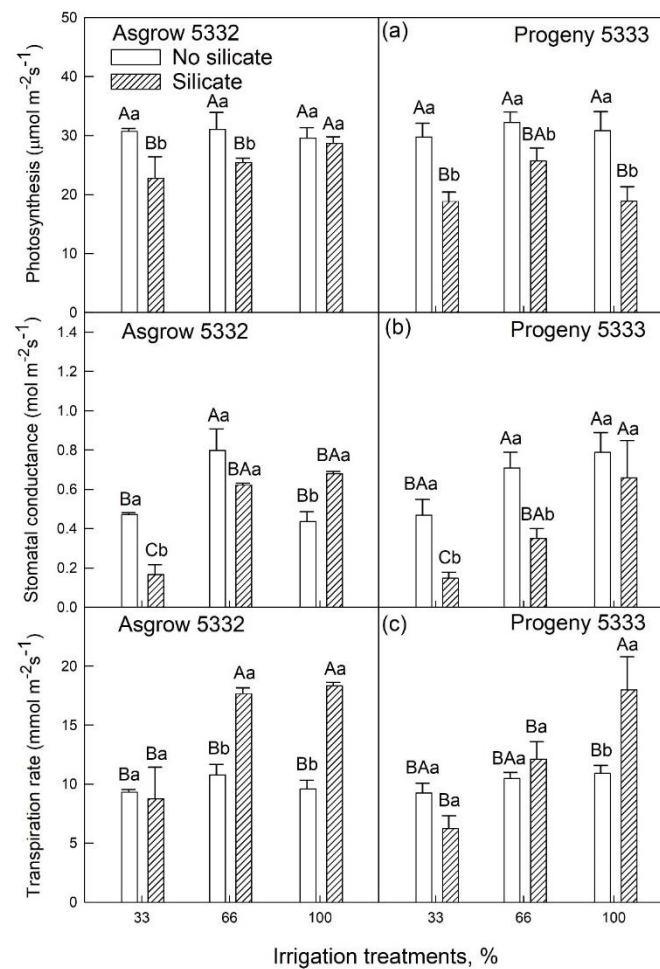 Asgrow 5332
(a)
Progeny 5333
No silicate
Silicate
Photosynthesis (μmol m⁻²s⁻¹)
50
40
30
20
10
0
Aa
Bb
Aa
Bb
Aa
Aa
Aa
Bb
Aa
BAb
Aa
Bb
Asgrow 5332
(b)
Progeny 5333
Stomatal conductance (mol m⁻²s⁻¹)
1.4
1.2
1.0
0.8
0.6
0.4
0.2
0.0
Ba
Cb
Aa
BAa
Bb
BAa
BAa
Cb
Aa
BAb
Aa
Aa
Asgrow 5332
(c)
Progeny 5333
Transpiration rate (mmol m⁻²s⁻¹)
20
15
10
5
0
Ba
Ba
Bb
Aa
Bb
Aa
BAa
Ba
BAa
Ba
Bb
Aa
33
66
100
33
66
100
Irrigation treatments, %